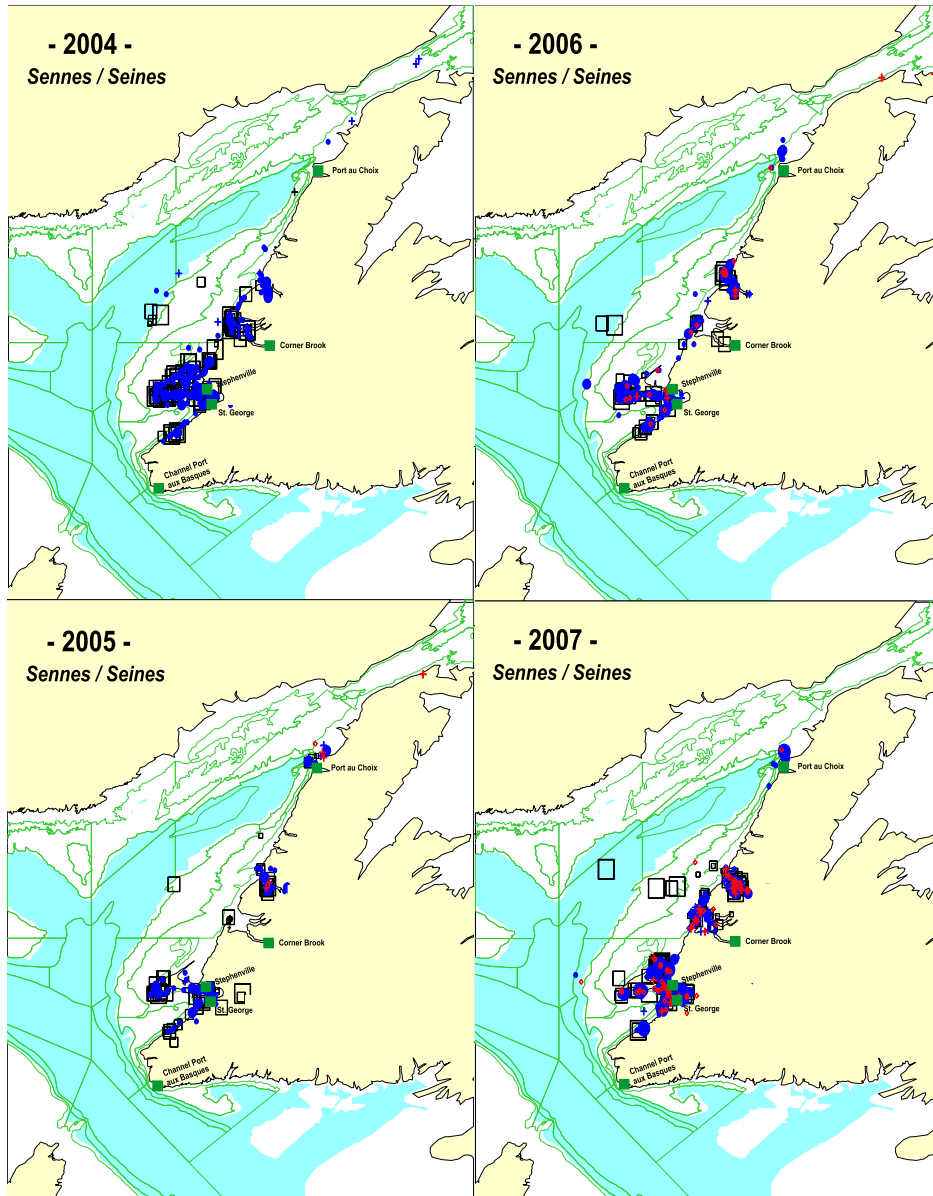 - 2004 -
Sennes / Seines
Port au Choix
Corner Brook
Stephenville
St. George
Channel Port
aux Basques
- 2006 -
Sennes / Seines
Port au Choix
Corner Brook
Stephenville
St. George
Channel Port
aux Basques
- 2005 -
Sennes / Seines
Port au Choix
Corner Brook
Stephenville
St. George
Channel Port
aux Basques
- 2007 -
Sennes / Seines
Port au Choix
Corner Brook
Stephenville
St. George
Channel Port
aux Basques